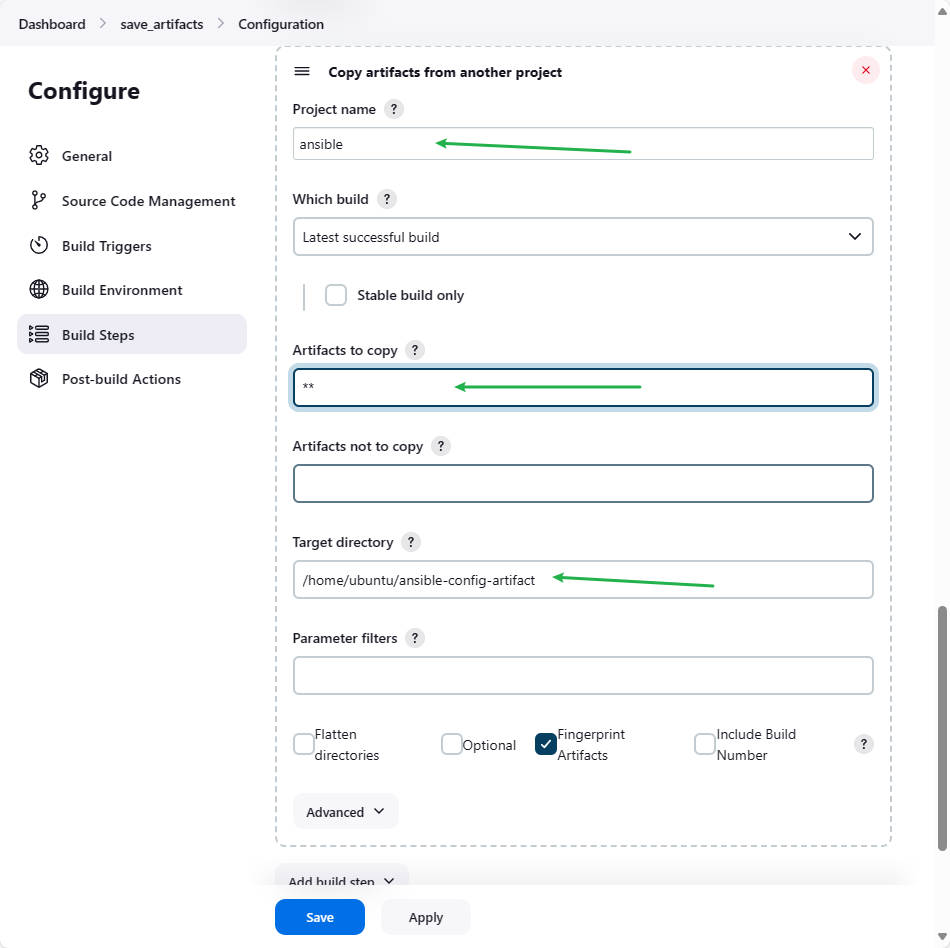 Dashboard > save_artifacts > Configuration
Configure
General
Source Code Management
Build Triggers
Build Environment
Build Steps
Post-build Actions
Copy artifacts from another project
Project name ?
ansible
Which build ?
Latest successful build
Stable build only
Artifacts to copy ?
**
Artifacts not to copy ?
Target directory ?
/home/ubuntu/ansible-config-artifact
Parameter filters ?
Flatten
directories
Optional
Fingerprint
Artifacts
Include Build
Number
?
Advanced
Add build step
Save
Apply